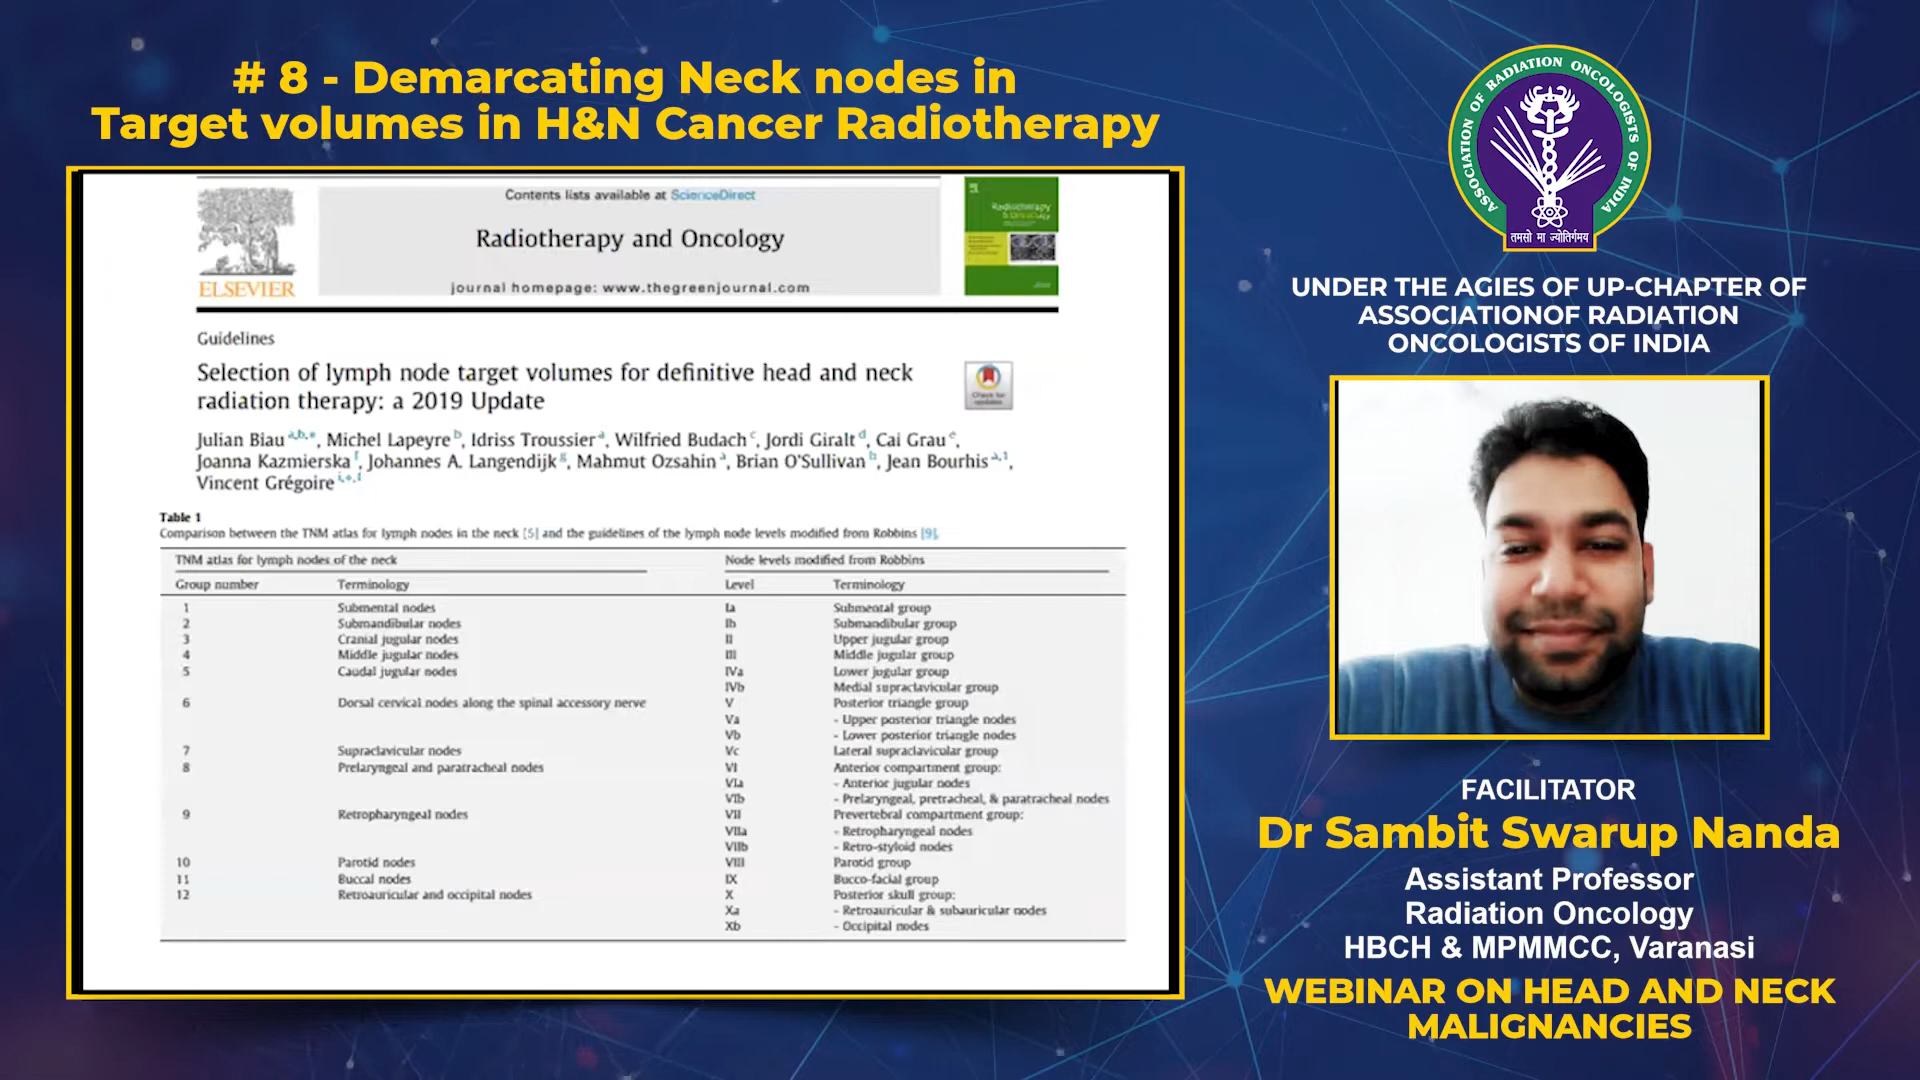 # 8 - Demarcating Neck nodes in
Target volumes in H&N Cancer Radiotherapy
Contents lists available at ScienceDirect
Radiotherapy and Oncology
journal homepage: www.thegreenjournal.com
ELSEVIER
Guidelines
Selection of lymph node target volumes for definitive head and neck
radiation therapy: a 2019 Update
Check for
updates
Julian Biau a,b,*, Michel Lapeyre b, Idriss Troussier a, Wilfried Budach c, Jordi Giralt d, Cai Grau e,
Joanna Kazmierska f, Johannes A. Langendijk g, Mahmut Ozsahin a, Brian O'Sullivan h, Jean Bourhis a,1,
Vincent Grégoire
Table 1
Comparison between the TNM atlas for lymph nodes in the neck [5] and the guidelines of the lymph node levels modified from Robbins [9].
TNM atlas for lymph nodes of the neck Node levels modified from Robbins
Group number Terminology Level Terminology
1 Submental nodes Ia Submental group
2 Submandibular nodes Ib Submandibular group
3 Cranial jugular nodes II Upper jugular group
4 Middle jugular nodes III Middle jugular group
5 Caudal jugular nodes IVa Lower jugular group
IVb Medial supraclavicular group
6 Dorsal cervical nodes along the spinal accessory nerve V Posterior triangle group
Va - Upper posterior triangle nodes
Vb - Lower posterior triangle nodes
7 Supraclavicular nodes Vc Lateral supraclavicular group
8 Prelaryngeal and paratracheal nodes VI Anterior compartment group:
VIa - Anterior jugular nodes
VIb - Prelaryngeal, pretracheal, & paratracheal nodes
9 Retropharyngeal nodes VII Prevertebral compartment group:
VIIa - Retropharyngeal nodes
VIIb - Retro-styloid nodes
10 Parotid nodes VIII Parotid group
11 Buccal nodes IX Bucco-facial group
12 Retroauricular and occipital nodes X Posterior skull group:
Xa - Retroauricular & subauricular nodes
Xb - Occipital nodes
ASSOCIATION OF RADIATION ONCOLOGISTS OF INDIA
तमसो मा ज्योतिर्गमय
UNDER THE AGIES OF UP-CHAPTER OF
ASSOCIATIONOF RADIATION
ONCOLOGISTS OF INDIA
FACILITATOR
Dr Sambit Swarup Nanda
Assistant Professor
Radiation Oncology
HBCH & MPMMCC, Varanasi
WEBINAR ON HEAD AND NECK
MALIGNANCIES